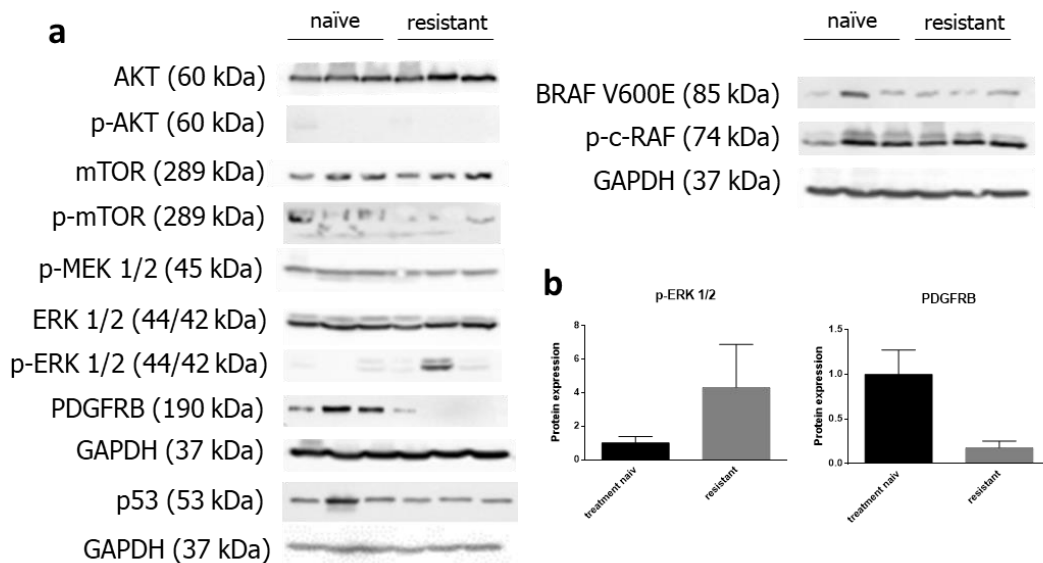 a
naïve resistant
AKT (60 kDa)
p-AKT (60 kDa)
mTOR (289 kDa)
p-mTOR (289 kDa)
p-MEK 1/2 (45 kDa)
ERK 1/2 (44/42 kDa)
p-ERK 1/2 (44/42 kDa)
PDGFRB (190 kDa)
GAPDH (37 kDa)
p53 (53 kDa)
GAPDH (37 kDa)
naïve resistant
BRAF V600E (85 kDa)
p-c-RAF (74 kDa)
GAPDH (37 kDa)
b
p-ERK 1/2
Protein expression
8
6
4
2
0
treatment naiv
resistant
PDGFRB
Protein expression
1.5
1.0
0.5
0.0
treatment naiv
resistant